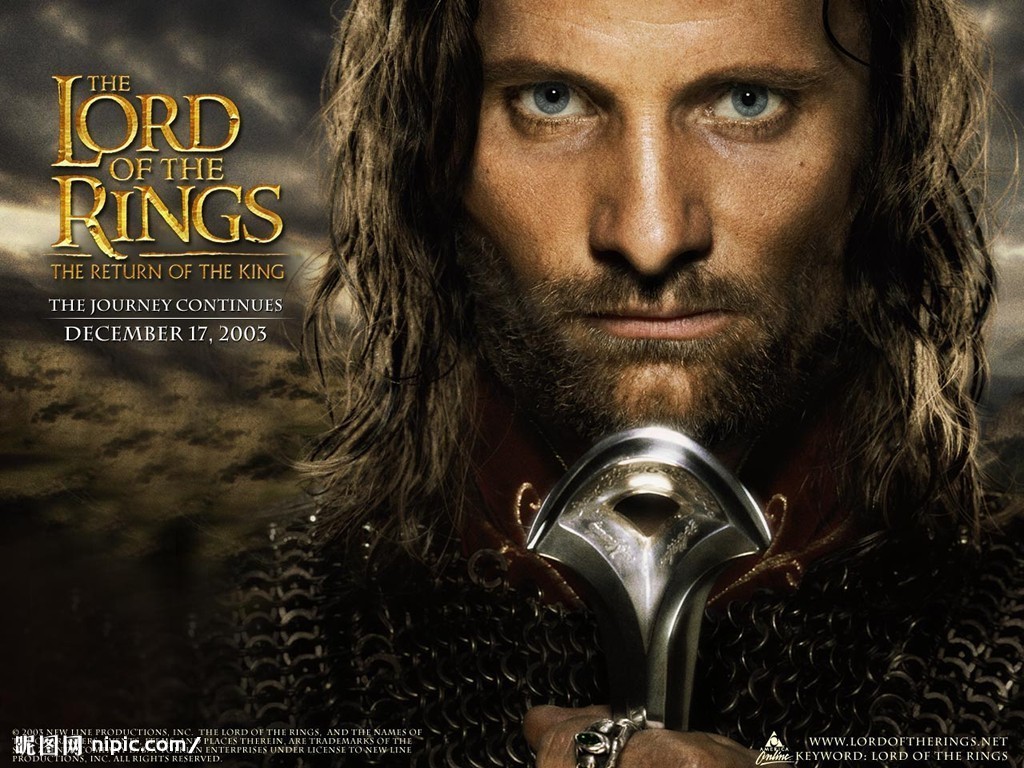 THE
LORD
OF THE
RINGS
THE RETURN OF THE KING
THE JOURNEY CONTINUES
DECEMBER 17, 2003
© 2003 NEW LINE PRODUCTIONS, INC. THE LORD OF THE RINGS, AND THE NAMES OF
PLACES THEREIN, ARE TRADEMARKS OF THE
昵图网 nipic.com/
ENTERPRISES UNDER LICENSE TO NEW LINE
PRODUCTIONS, INC. ALL RIGHTS RESERVED.
AMERICA
Online
WWW.LORDOFTHERINGS.NET
KEYWORD: LORD OF THE RINGS